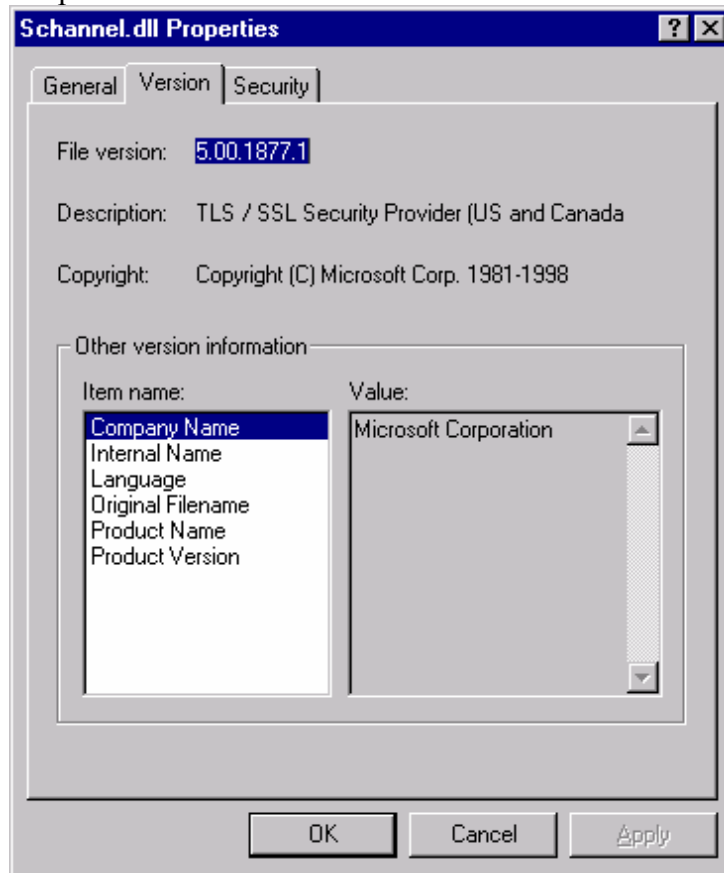 Schannel.dll Properties
General Version Security
File version: 5.00.1877.1
Description: TLS / SSL Security Provider (US and Canada
Copyright: Copyright (C) Microsoft Corp. 1981-1998
Other version information
Item name: Value:
Company Name Microsoft Corporation
Internal Name
Language
Original Filename
Product Name
Product Version
OK Cancel Apply